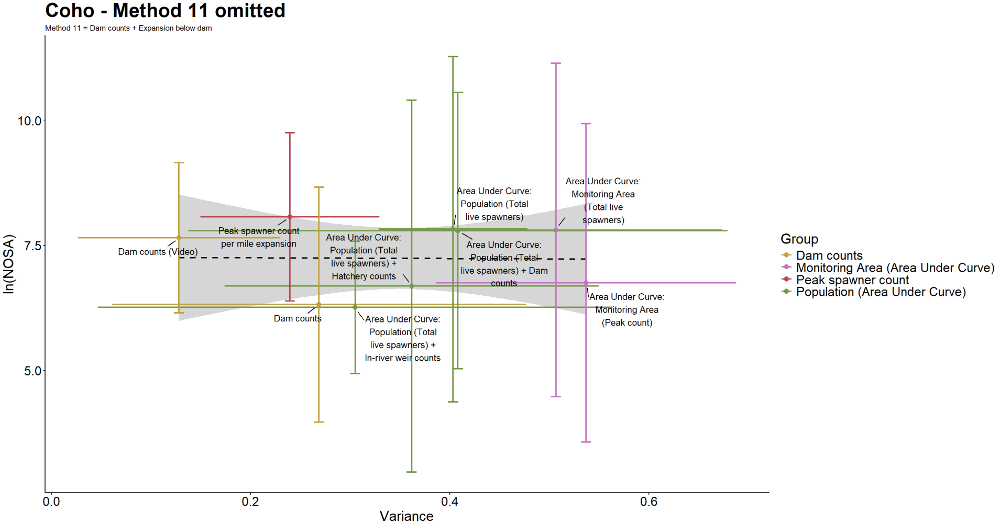 Coho - Method 11 omitted
Method 11 = Dam counts + Expansion below dam
ln(NOSA)
10.0
7.5
5.0
Area Under Curve:
Monitoring Area
(Total live
spawners)
Area Under Curve:
Population (Total
live spawners)
Peak spawner count
per mile expansion
Dam counts (Video)
Area Under Curve:
Population (Total
live spawners) +
Hatchery counts
Area Under Curve:
Population (Total
live spawners) + Dam
counts
Area Under Curve:
Monitoring Area
(Peak count)
Dam counts
Area Under Curve:
Population (Total
live spawners) +
In-river weir counts
0.0
0.2
0.4
0.6
Variance
Group
Dam counts
Monitoring Area (Area Under Curve)
Peak spawner count
Population (Area Under Curve)